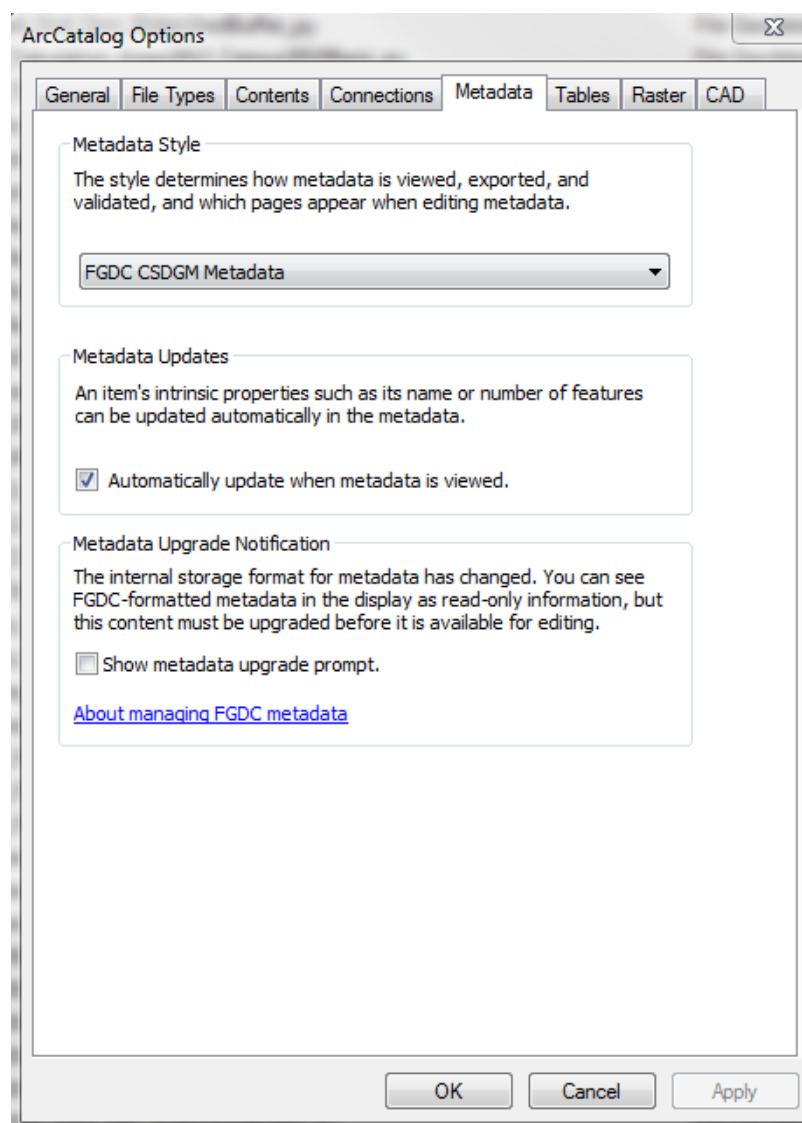 ArcCatalog Options
General File Types Contents Connections Metadata Tables Raster CAD
Metadata Style
The style determines how metadata is viewed, exported, and
validated, and which pages appear when editing metadata.
FGDC CSDGM Metadata
Metadata Updates
An item's intrinsic properties such as its name or number of features
can be updated automatically in the metadata.
Automatically update when metadata is viewed.
Metadata Upgrade Notification
The internal storage format for metadata has changed. You can see
FGDC-formatted metadata in the display as read-only information, but
this content must be upgraded before it is available for editing.
Show metadata upgrade prompt.
About managing FGDC metadata
OK Cancel Apply